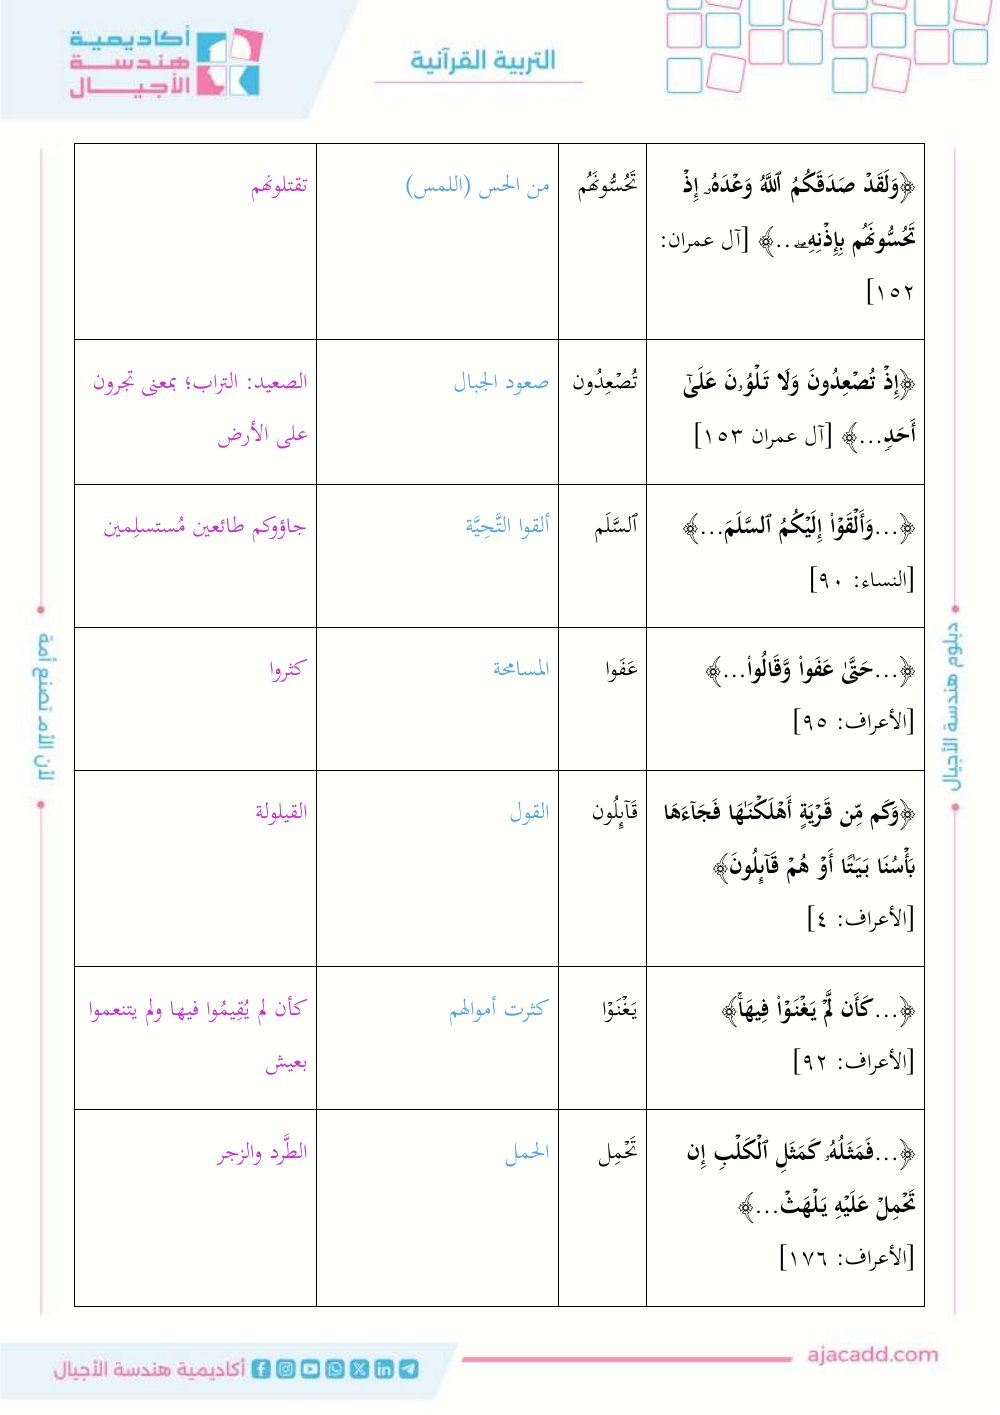 أكاديمية
هندسة
الأجيال
التربية القرآنية
﴿وَلَقَدۡ صَدَقَكُمُ ٱللَّهُ وَعۡدَهُۥٓ إِذۡ
تَحُسُّونَهُم بِإِذۡنِهِۦۖ...﴾ [آل عمران:
١٥٢]
تَحُسُّونَهُم
من الحس (اللمس)
تقتلونهم
﴿إِذۡ تُصۡعِدُونَ وَلَا تَلۡوُۥنَ عَلَىٰٓ
أَحَدٖ...﴾ [آل عمران ١٥٣]
تُصۡعِدُون
صعود الجبال
الصعيد: التراب؛ بمعنى تجرون
على الأرض
﴿...وَأَلۡقَوۡاْ إِلَيۡكُمُ ٱلسَّلَمَ...﴾
[النساء: ٩٠]
ٱلسَّلَم
ألقوا التَّحِيَّة
جاؤوكم طائعين مُستسلِمين
﴿...حَتَّىٰ عَفَواْ وَّقَالُواْ...﴾
[الأعراف: ٩٥]
عَفَوا
المسامحة
كثروا
﴿وَكَم مِّن قَرۡيَةٍ أَهۡلَكۡنَٰهَا فَجَآءَهَا
بَأۡسُنَا بَيَٰتًا أَوۡ هُمۡ قَآئِلُونَ﴾
[الأعراف: ٤]
قَآئِلُون
القول
القيلولة
﴿...كَأَن لَّمۡ يَغۡنَوۡاْ فِيهَاۚ﴾
[الأعراف: ٩٢]
يَغۡنَوۡا
كثرت أموالهم
كأن لم يُقِيمُوا فيها ولم يتنعموا
بعيش
﴿...فَمَثَلُهُۥ كَمَثَلِ ٱلۡكَلۡبِ إِن
تَحۡمِلۡ عَلَيۡهِ يَلۡهَثۡ...﴾
[الأعراف: ١٧٦]
تَحۡمِل
الحمل
الطَّرد والزجر
دبلوم هندسة الأجيال
لأن الأم تصنع أمة
أكاديمية هندسة الأجيال
ajacadd.com